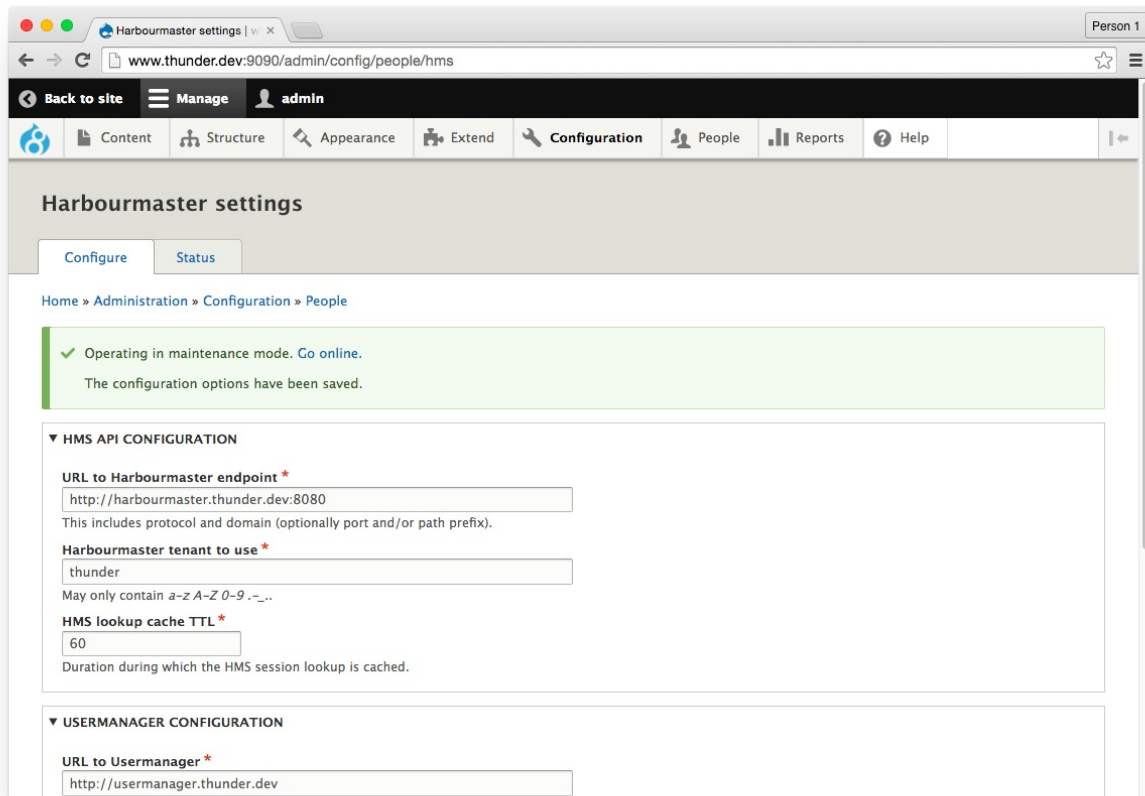 Harbourmaster settings | w
Person 1
www.thunder.dev:9090/admin/config/people/hms
Back to site Manage admin
Content Structure Appearance Extend Configuration People Reports Help
Harbourmaster settings
Configure Status
Home » Administration » Configuration » People
Operating in maintenance mode. Go online.
The configuration options have been saved.
▼ HMS API CONFIGURATION
URL to Harbourmaster endpoint *
http://harbourmaster.thunder.dev:8080
This includes protocol and domain (optionally port and/or path prefix).
Harbourmaster tenant to use *
thunder
May only contain a-z A-Z 0-9 .-_..
HMS lookup cache TTL *
60
Duration during which the HMS session lookup is cached.
▼ USERMANAGER CONFIGURATION
URL to Usermanager *
http://usermanager.thunder.dev